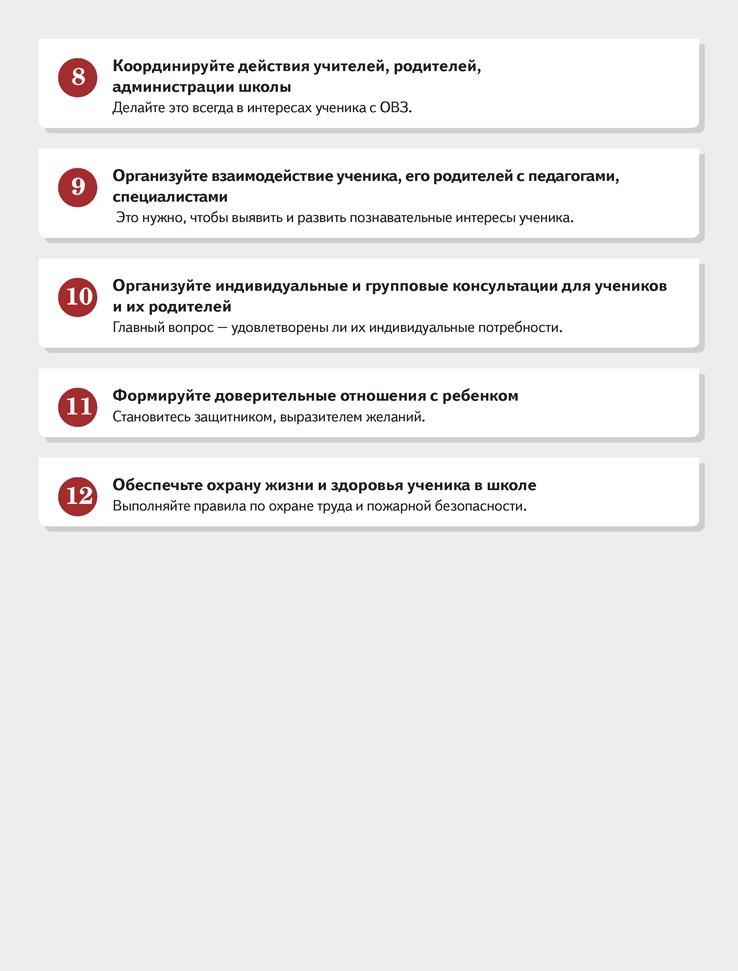 8
Координируйте действия учителей, родителей,
администрации школы
Делайте это всегда в интересах ученика с ОВЗ.
9
Организуйте взаимодействие ученика, его родителей с педагогами,
специалистами
Это нужно, чтобы выявить и развить познавательные интересы ученика.
10
Организуйте индивидуальные и групповые консультации для учеников
и их родителей
Главный вопрос — удовлетворены ли их индивидуальные потребности.
11
Формируйте доверительные отношения с ребенком
Становитесь защитником, выразителем желаний.
12
Обеспечьте охрану жизни и здоровья ученика в школе
Выполняйте правила по охране труда и пожарной безопасности.